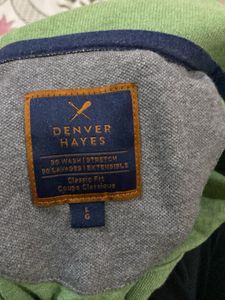 DENVER
HAYES
90 WASH | STRETCH
90 LAVAGES | EXTENSIBLE
Classic Fit
Coupe Classique
L
G